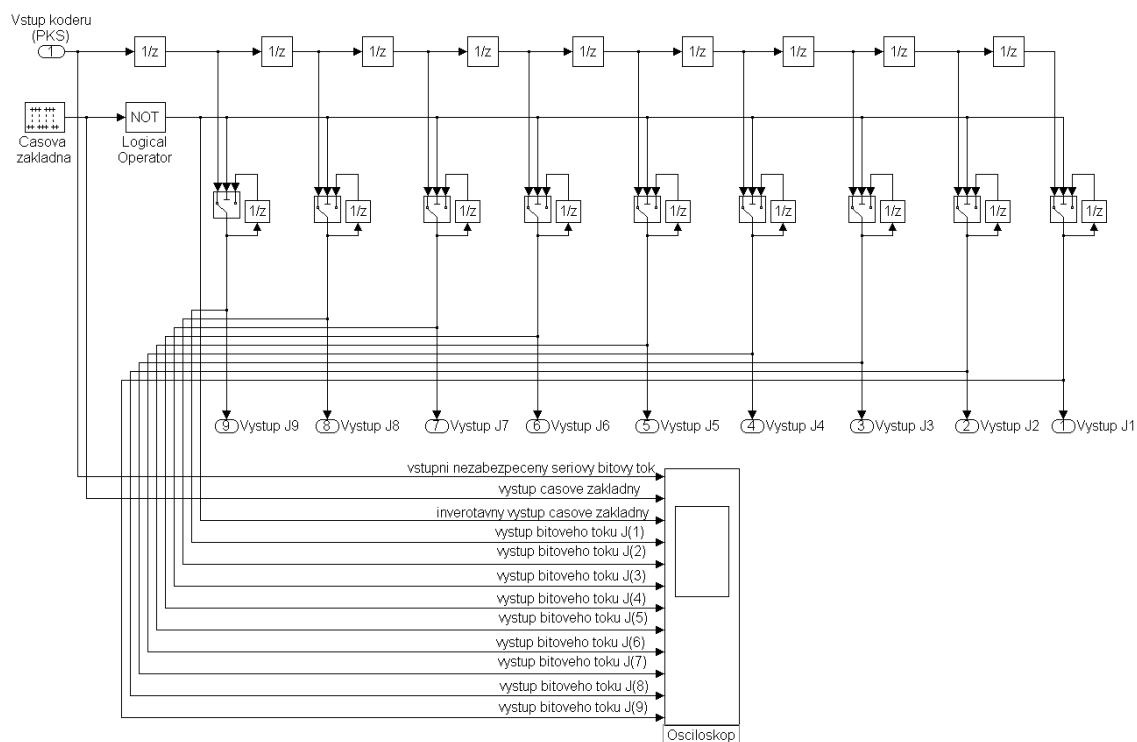 Vstup koderu
(PKS)
1
1/z
1/z
1/z
1/z
1/z
1/z
1/z
1/z
1/z
NOT
Casova
zakladna
Logical
Operator
1/z
1/z
1/z
1/z
1/z
1/z
1/z
1/z
1/z
9 Vystup J9
8 Vystup J8
7 Vystup J7
6 Vystup J6
5 Vystup J5
4 Vystup J4
3 Vystup J3
2 Vystup J2
1 Vystup J1
vstupni nezabezpeceny seriovy bitovy tok
vystup casove zakladny
inverotavny vystup casove zakladny
vystup bitoveho toku J(1)
vystup bitoveho toku J(2)
vystup bitoveho toku J(3)
vystup bitoveho toku J(4)
vystup bitoveho toku J(5)
vystup bitoveho toku J(6)
vystup bitoveho toku J(7)
vystup bitoveho toku J(8)
vystup bitoveho toku J(9)
Osciloskop